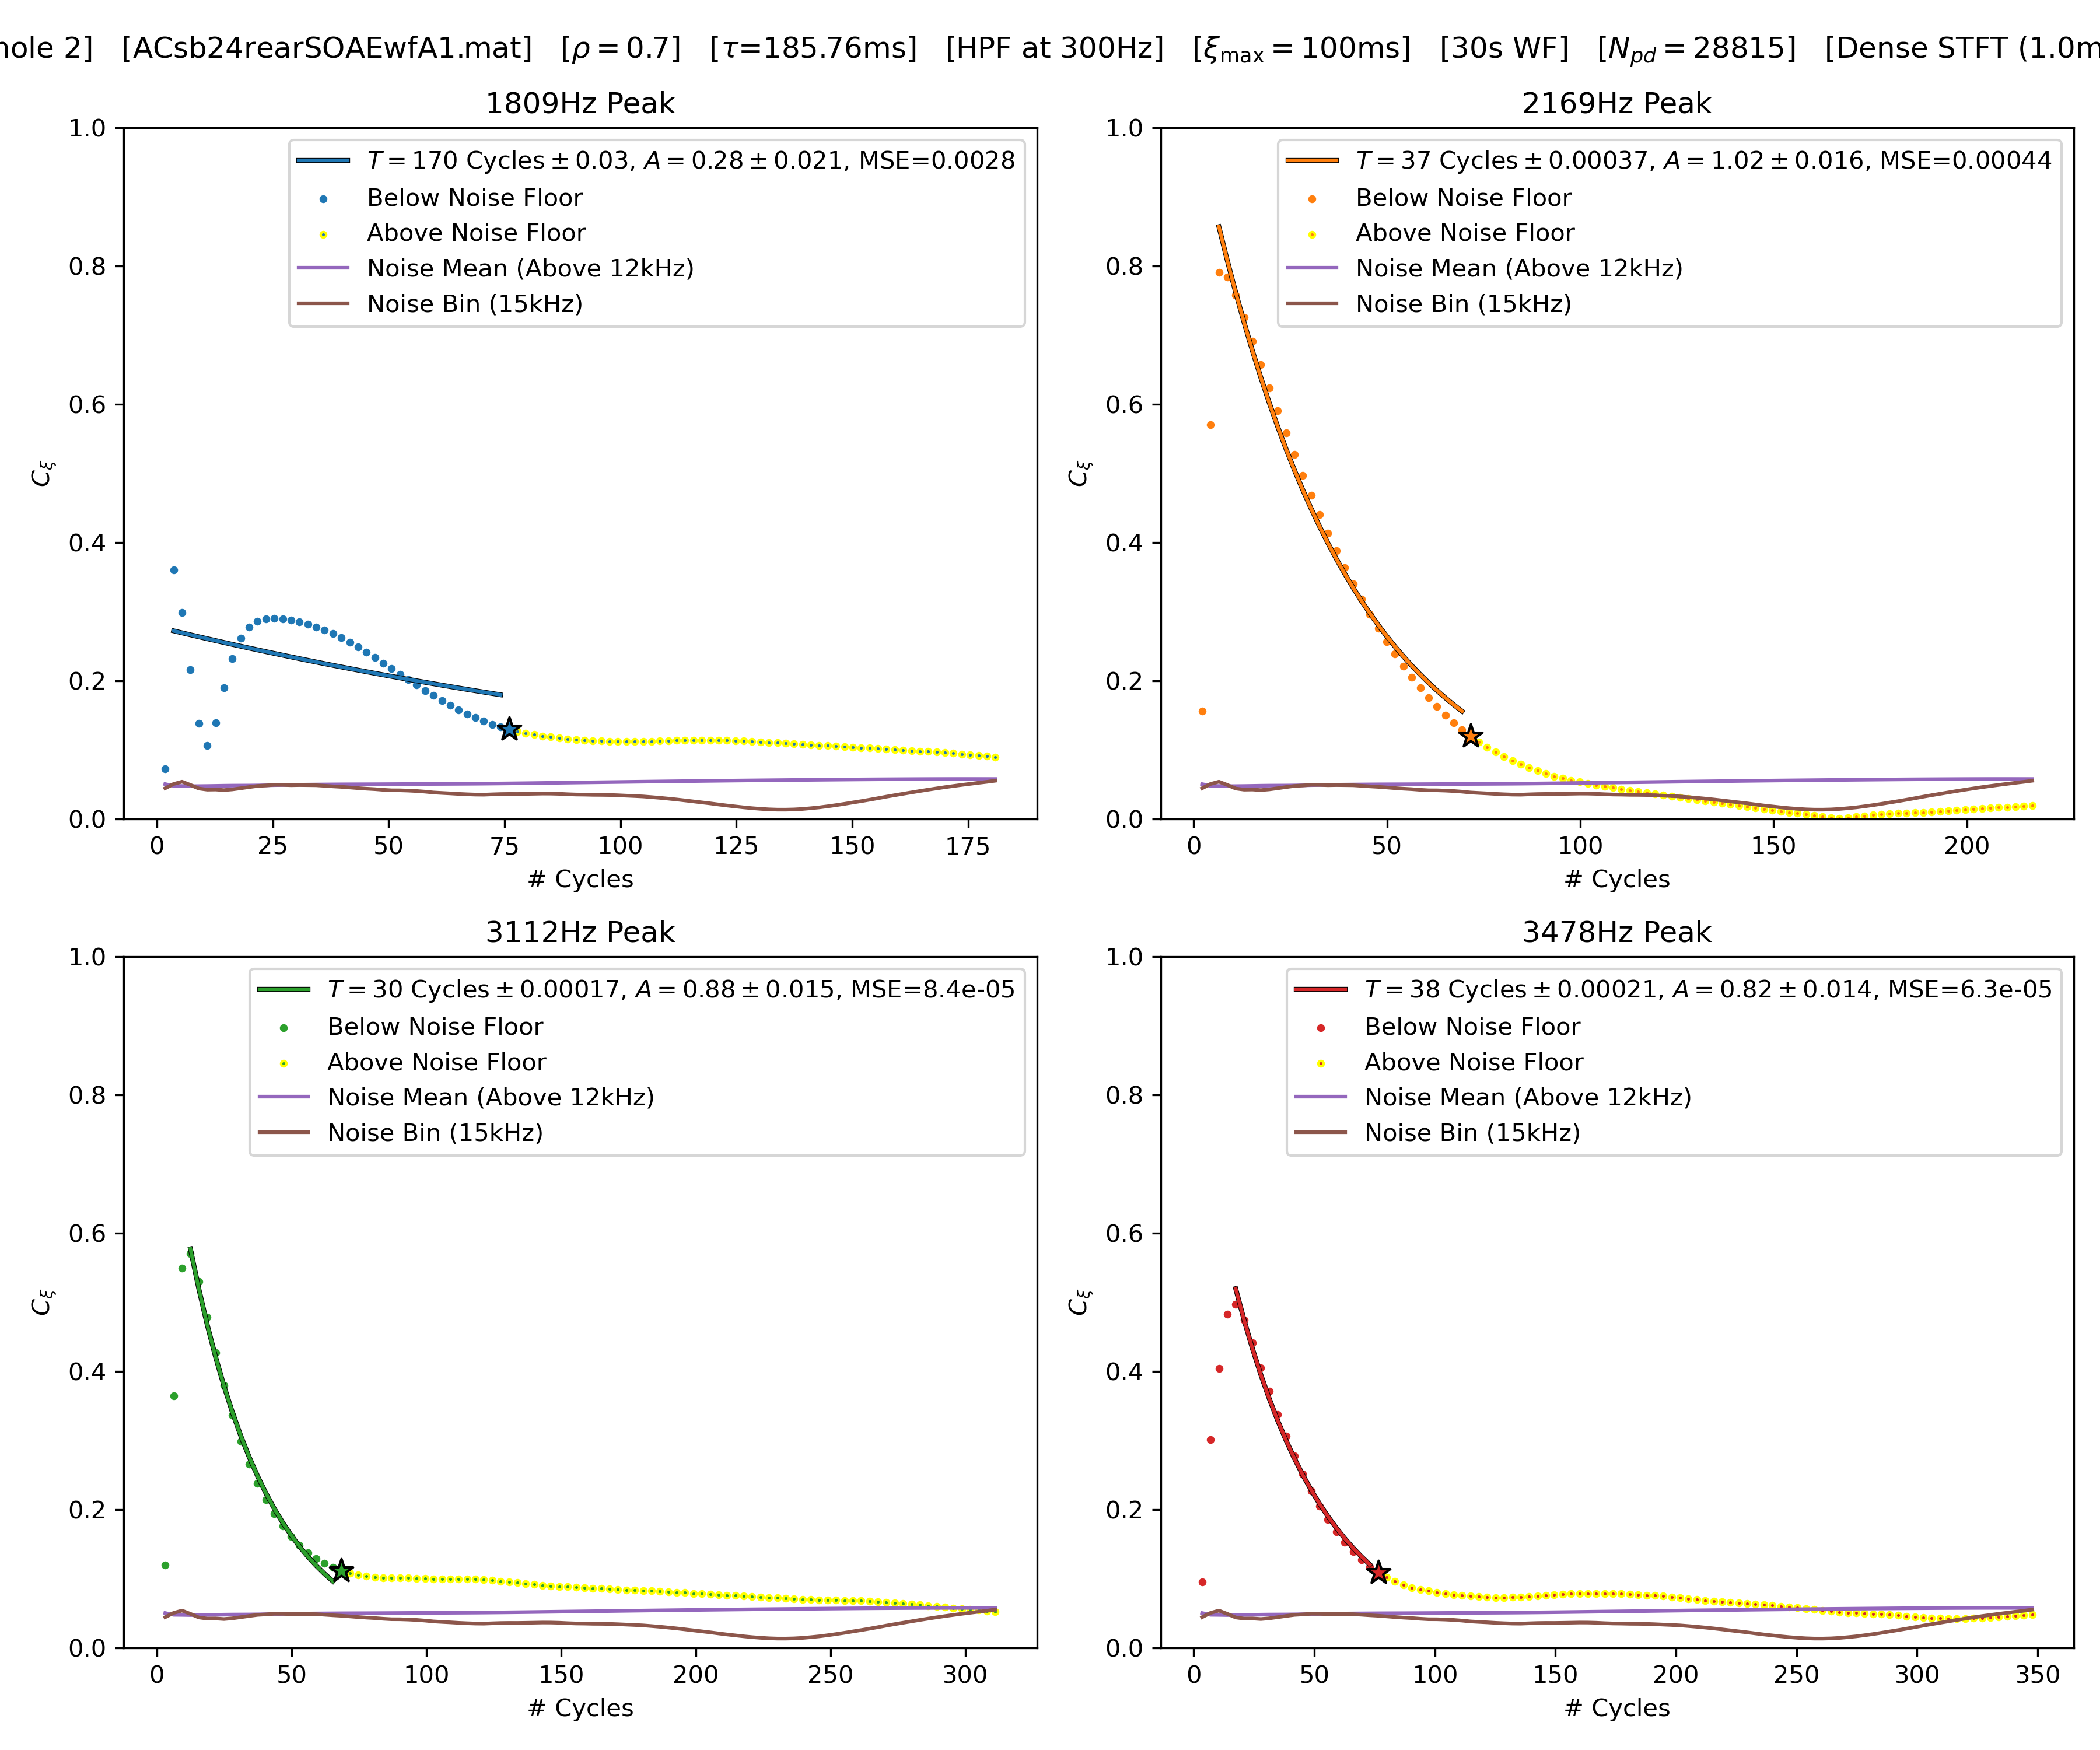 [ACsb24rearSOAEwfA1.mat] [ρ = 0.7] [τ=185.76ms] [HPF at 300Hz] [ξmax = 100ms] [30s WF] [Npd = 28815] [Dense STFT
1809Hz Peak
T = 170 Cycles ± 0.03, A = 0.28 ± 0.021, MSE=0.0028
Below Noise Floor
Above Noise Floor
Noise Mean (Above 12kHz)
Noise Bin (15kHz)
1.0
0.8
0.6
0.4
0.2
0.0
Cξ
0 25 50 75 100 125 150 175
# Cycles
2169Hz Peak
T = 37 Cycles ± 0.00037, A = 1.02 ± 0.016, MSE=0.00044
Below Noise Floor
Above Noise Floor
Noise Mean (Above 12kHz)
Noise Bin (15kHz)
1.0
0.8
0.6
0.4
0.2
0.0
Cξ
0 50 100 150 200
# Cycles
3112Hz Peak
T = 30 Cycles ± 0.00017, A = 0.88 ± 0.015, MSE=8.4e-05
Below Noise Floor
Above Noise Floor
Noise Mean (Above 12kHz)
Noise Bin (15kHz)
1.0
0.8
0.6
0.4
0.2
0.0
Cξ
0 50 100 150 200 250 300
# Cycles
3478Hz Peak
T = 38 Cycles ± 0.00021, A = 0.82 ± 0.014, MSE=6.3e-05
Below Noise Floor
Above Noise Floor
Noise Mean (Above 12kHz)
Noise Bin (15kHz)
1.0
0.8
0.6
0.4
0.2
0.0
Cξ
0 50 100 150 200 250 300 350
# Cycles